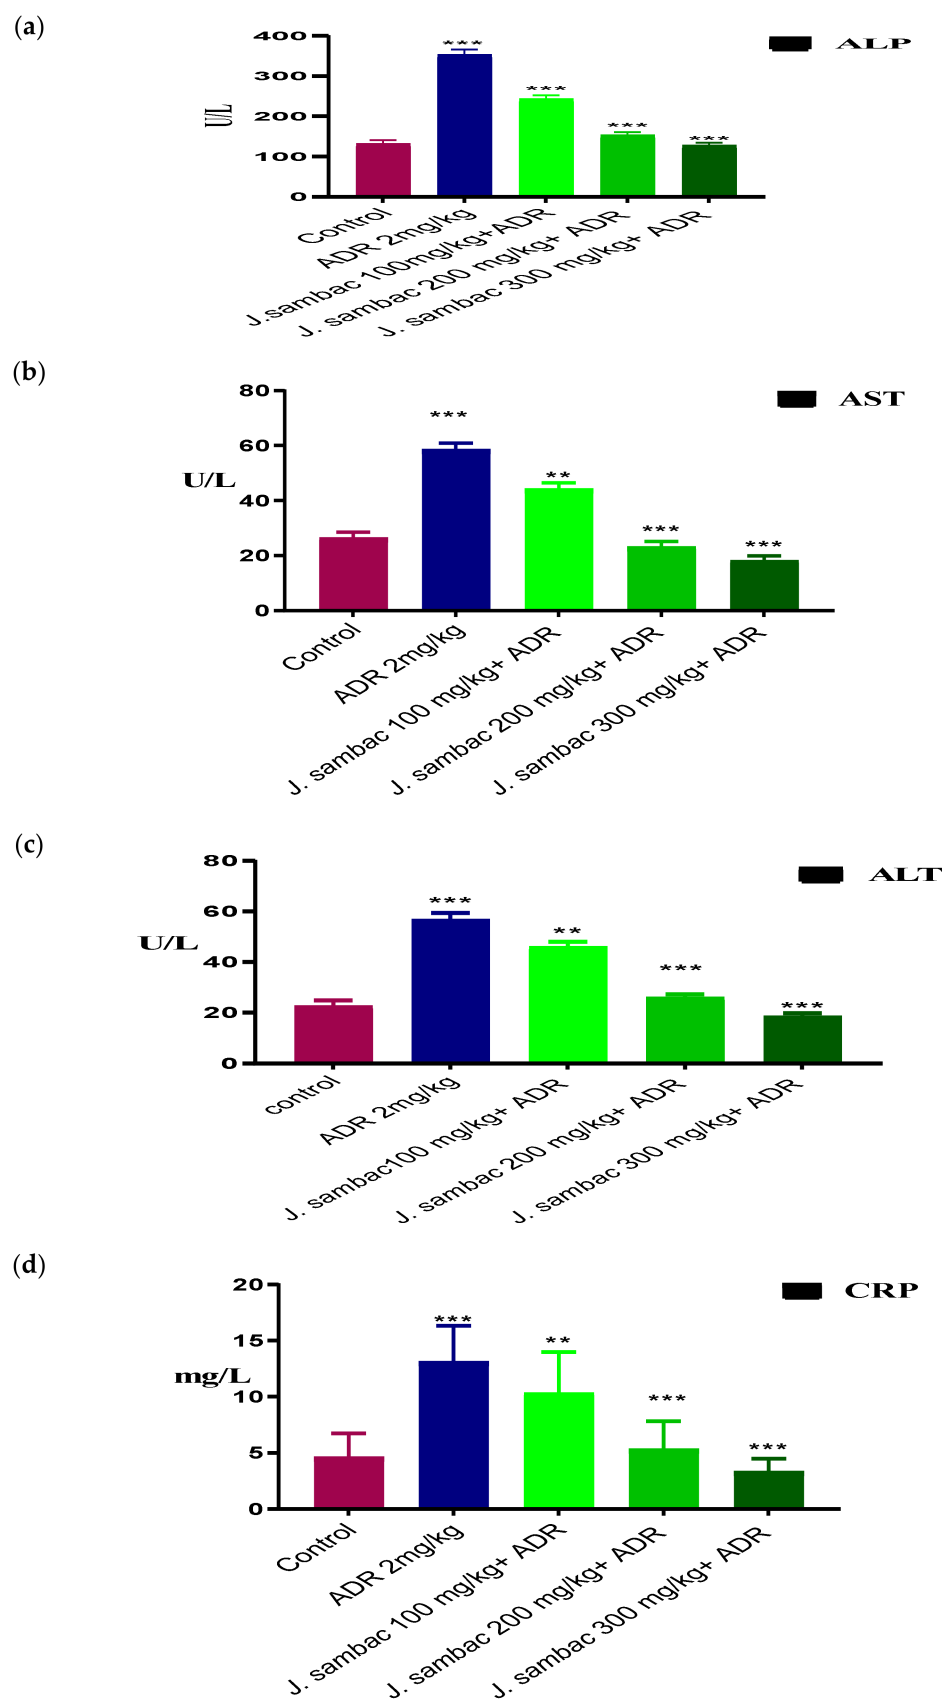 (a)
ALP
400
300
200
100
0
U/L
***
***
***
***
Control
ADR 2mg/kg
J.sambac 100mg/kg+ADR
J. sambac 200 mg/kg+ ADR
J. sambac 300 mg/kg+ ADR
(b)
AST
80
60
40
20
0
U/L
***
**
***
***
Control
ADR 2mg/kg
J. sambac 100 mg/kg+ ADR
J. sambac 200 mg/kg+ ADR
J. sambac 300 mg/kg+ ADR
(c)
ALT
80
60
40
20
0
U/L
***
**
***
***
control
ADR 2mg/kg
J. sambac100 mg/kg+ ADR
J. sambac 200 mg/kg+ ADR
J. sambac 300 mg/kg+ ADR
(d)
CRP
20
15
10
5
0
mg/L
***
**
***
***
Control
ADR 2mg/kg
J. sambac 100 mg/kg+ ADR
J. sambac 200 mg/kg+ ADR
J. sambac 300 mg/kg+ ADR